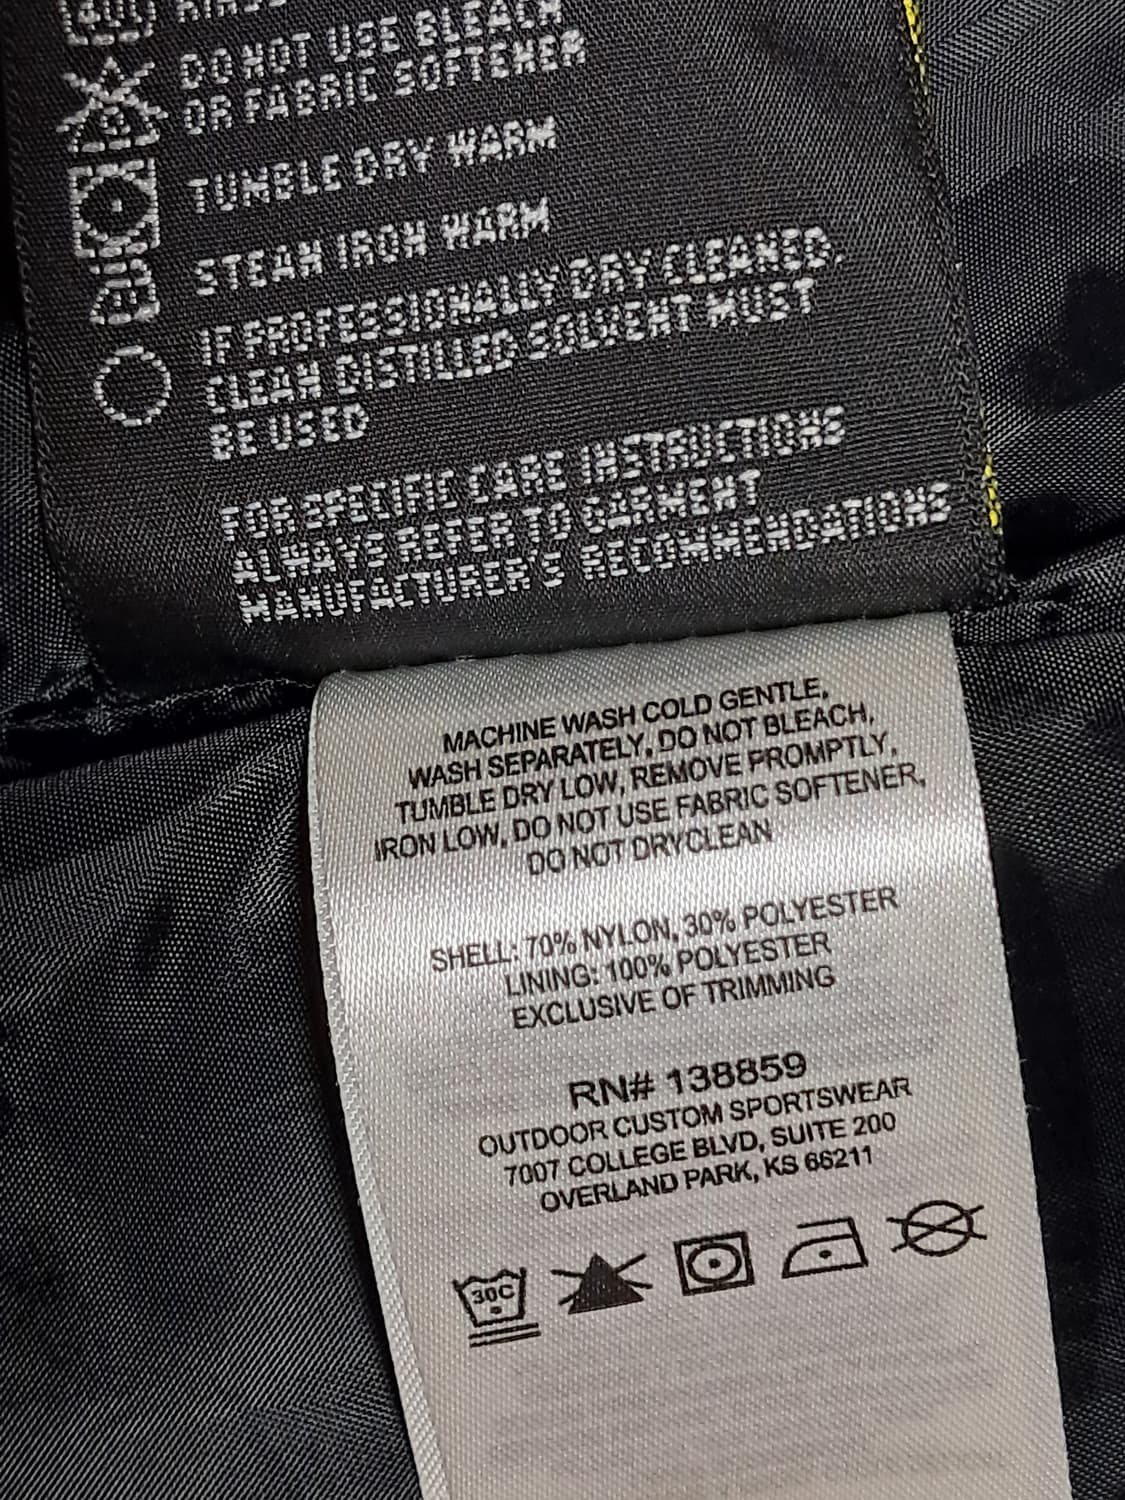 DO NOT USE BLEACH
OR FABRIC SOFTENER
TUMBLE DRY WARM
STEAM IRON WARM
IF PROFESSIONALLY DRY CLEANED,
CLEAN DISTILLED SOLVENT MUST
BE USED
FOR SPECIFIC CARE INSTRUCTIONS
ALWAYS REFER TO GARMENT
MANUFACTURER'S RECOMMENDATIONS
MACHINE WASH COLD GENTLE,
WASH SEPARATELY, DO NOT BLEACH,
TUMBLE DRY LOW, REMOVE PROMPTLY,
IRON LOW, DO NOT USE FABRIC SOFTENER,
DO NOT DRYCLEAN
SHELL: 70% NYLON, 30% POLYESTER
LINING: 100% POLYESTER
EXCLUSIVE OF TRIMMING
RN# 138859
OUTDOOR CUSTOM SPORTSWEAR
7007 COLLEGE BLVD, SUITE 200
OVERLAND PARK, KS 66211
30C